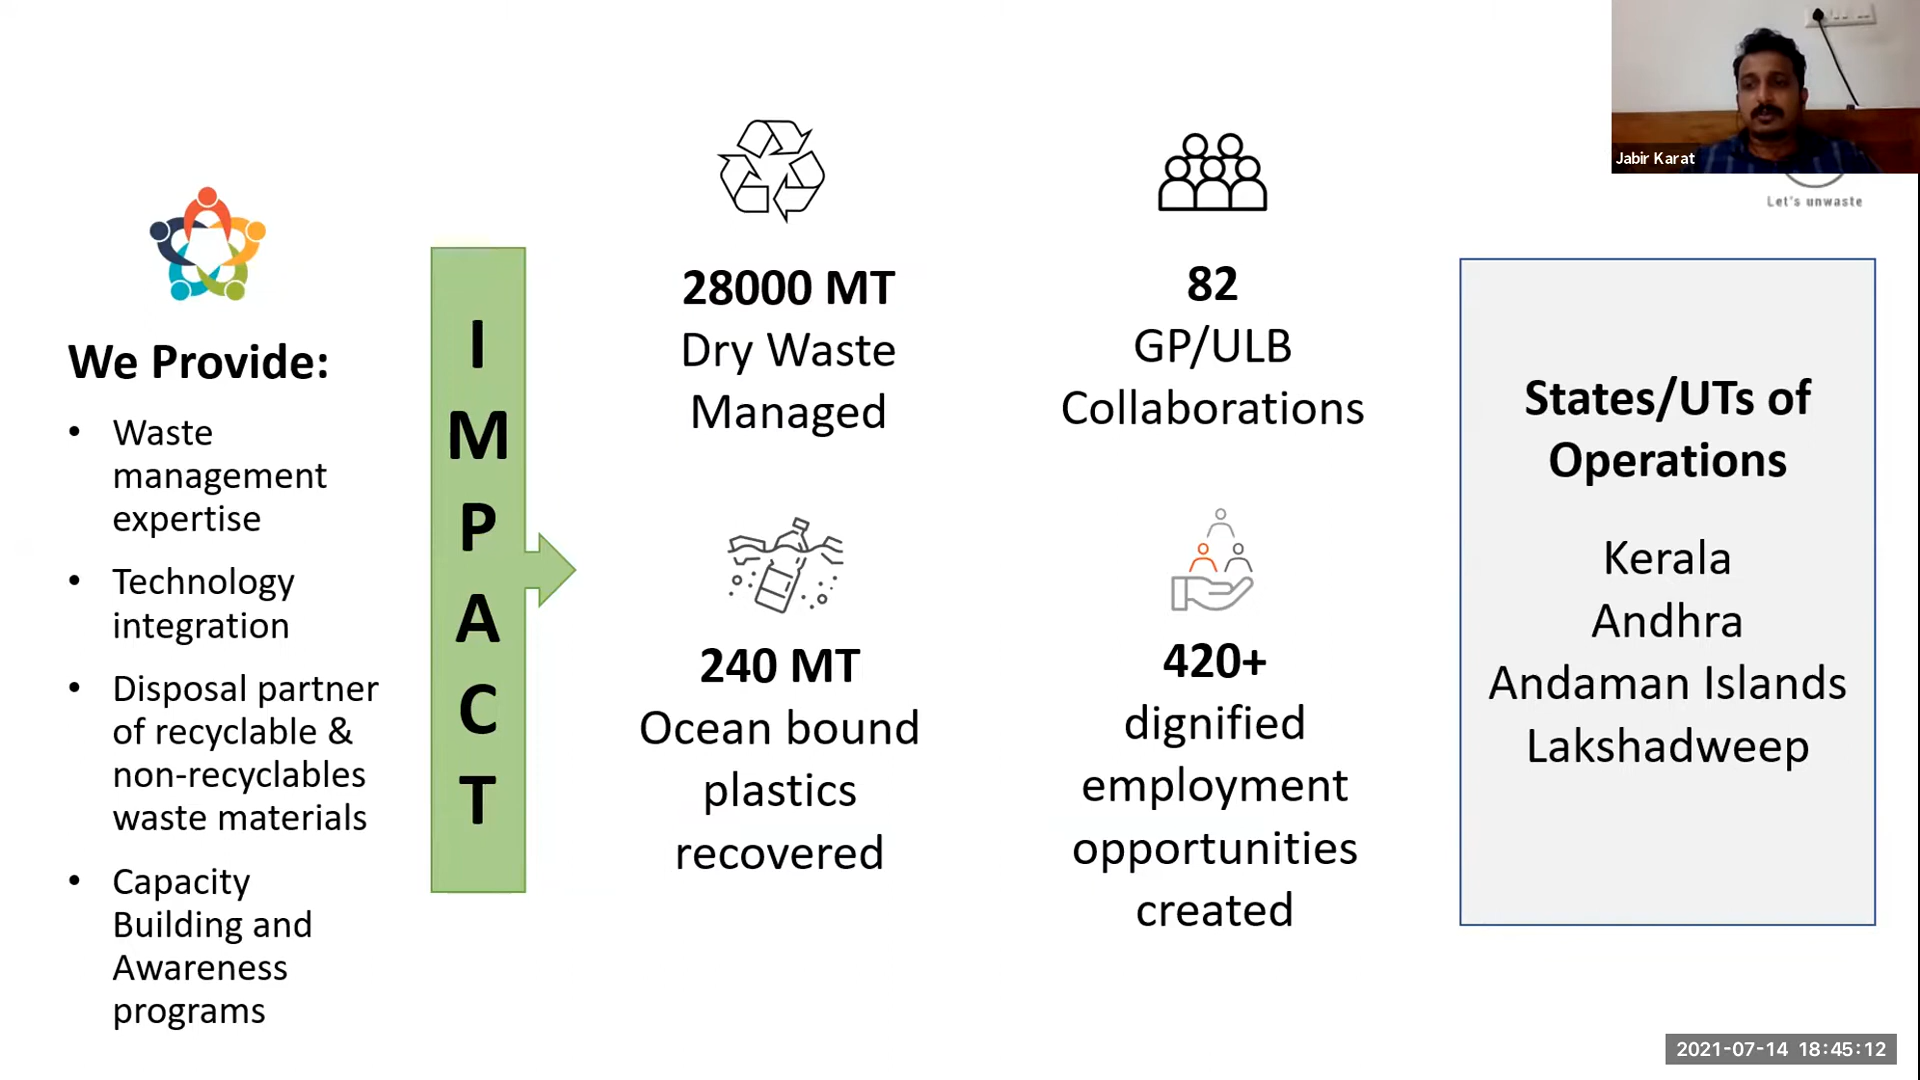 Jabir Karat
Let's unwaste
We Provide:
• Waste
management
expertise
• Technology
integration
• Disposal partner
of recyclable &
non-recyclables
waste materials
• Capacity
Building and
Awareness
programs
I
M
P
A
C
T
28000 MT
Dry Waste
Managed
82
GP/ULB
Collaborations
240 MT
Ocean bound
plastics
recovered
420+
dignified
employment
opportunities
created
States/UTs of
Operations
Kerala
Andhra
Andaman Islands
Lakshadweep
2021-07-14 18:45:12